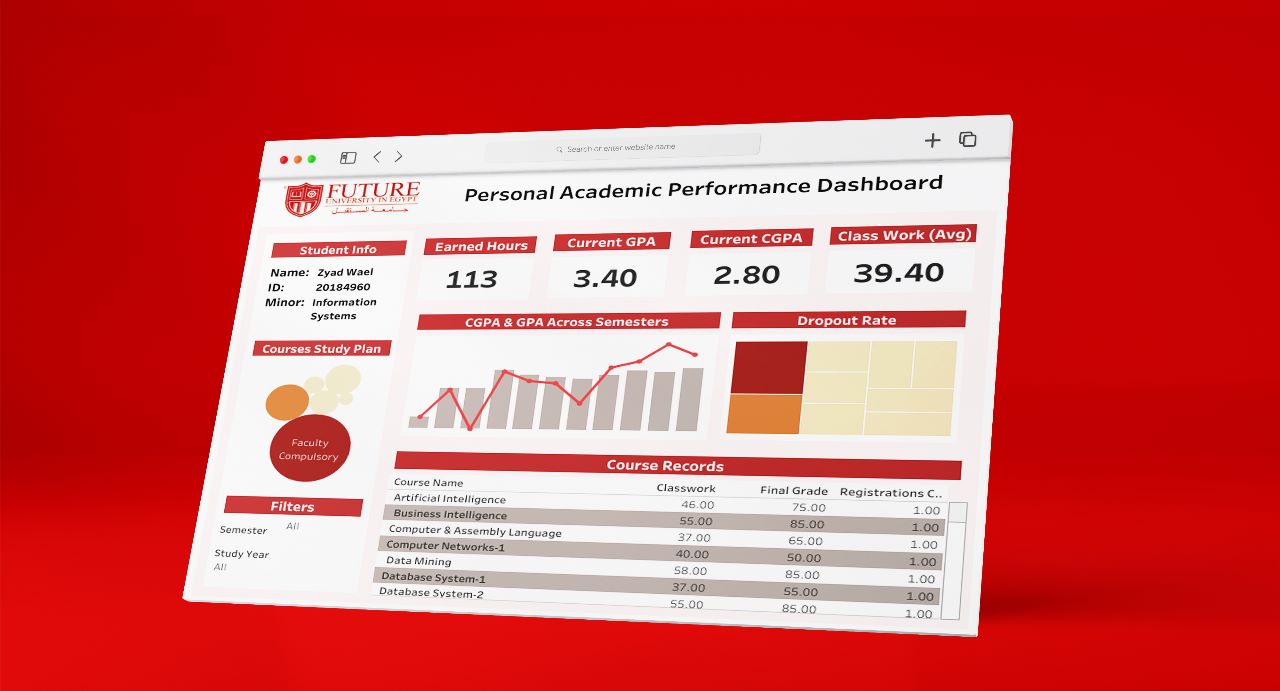 Search or enter website name
FUTURE
UNIVERSITY IN EGYPT
جامعة المستقبل
Personal Academic Performance Dashboard
Student Info
Name: Zyad Wael
ID: 20184960
Minor: Information
Systems
Earned Hours
113
Current GPA
3.40
Current CGPA
2.80
Class Work (Avg)
39.40
Courses Study Plan
Faculty
Compulsory
CGPA & GPA Across Semesters
Dropout Rate
Filters
Semester All
Study Year
All
Course Records
Course Name Classwork Final Grade Registrations C..
Artificial Intelligence 46.00 75.00 1.00
Business Intelligence 55.00 85.00 1.00
Computer & Assembly Language 37.00 65.00 1.00
Computer Networks-1 40.00 50.00 1.00
Data Mining 58.00 85.00 1.00
Database System-1 37.00 55.00 1.00
Database System-2 55.00 85.00 1.00